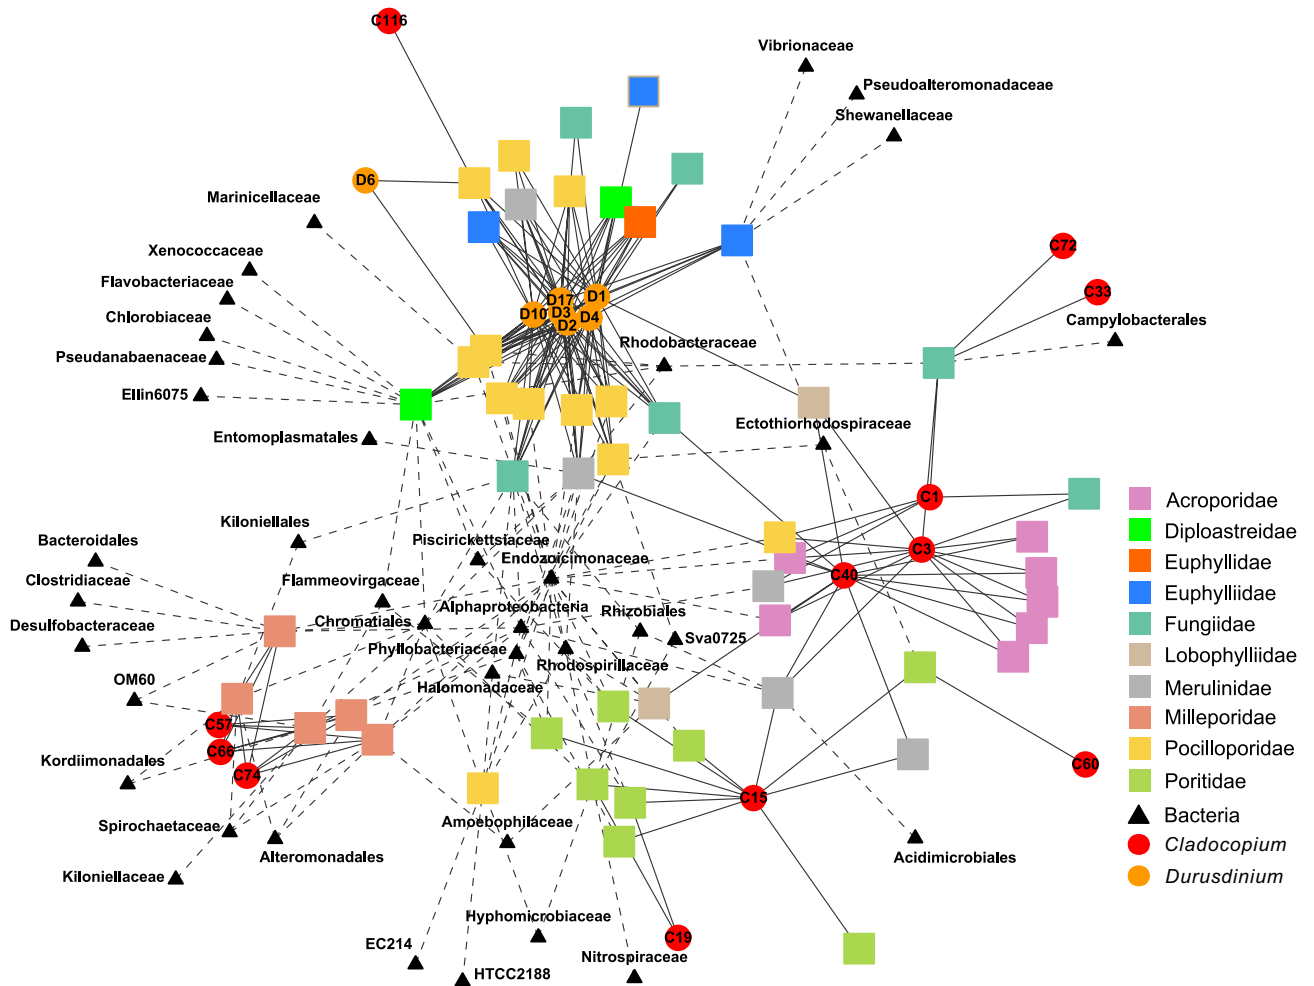 C116
Vibrionaceae
Pseudoalteromonadaceae
Shewanellaceae
D6
Marinicellaceae
Xenococcaceae
Flavobacteriaceae
Chlorobiaceae
Pseudanabaenaceae
Ellin6075
Entomoplasmatales
C72
C33
Campylobacterales
D17
D1
D10
D3
D4
D2
Rhodobacteraceae
Ectothiorhodospiraceae
C1
C3
C40
Kiloniellales
Bacteroidales
Clostridiaceae
Desulfobacteraceae
OM60
Piscirickettsiaceae
Endozoicimonaceae
Flammeovirgaceae
Alphaproteobacteria
Rhizobiales
Chromatiales
Sva0725
Phyllobacteriaceae
Rhodospirillaceae
Halomonadaceae
C57
C66
C74
Kordiimonadales
Spirochaetaceae
Alteromonadales
Kiloniellaceae
C60
C15
Amoebophilaceae
Acidimicrobiales
Hyphomicrobiaceae
EC214
HTCC2188
C19
Nitrospiraceae
Acroporidae
Diploastreidae
Euphyllidae
Euphylliidae
Fungiidae
Lobophylliidae
Merulinidae
Milleporidae
Pocilloporidae
Poritidae
Bacteria
Cladocopium
Durusdinium